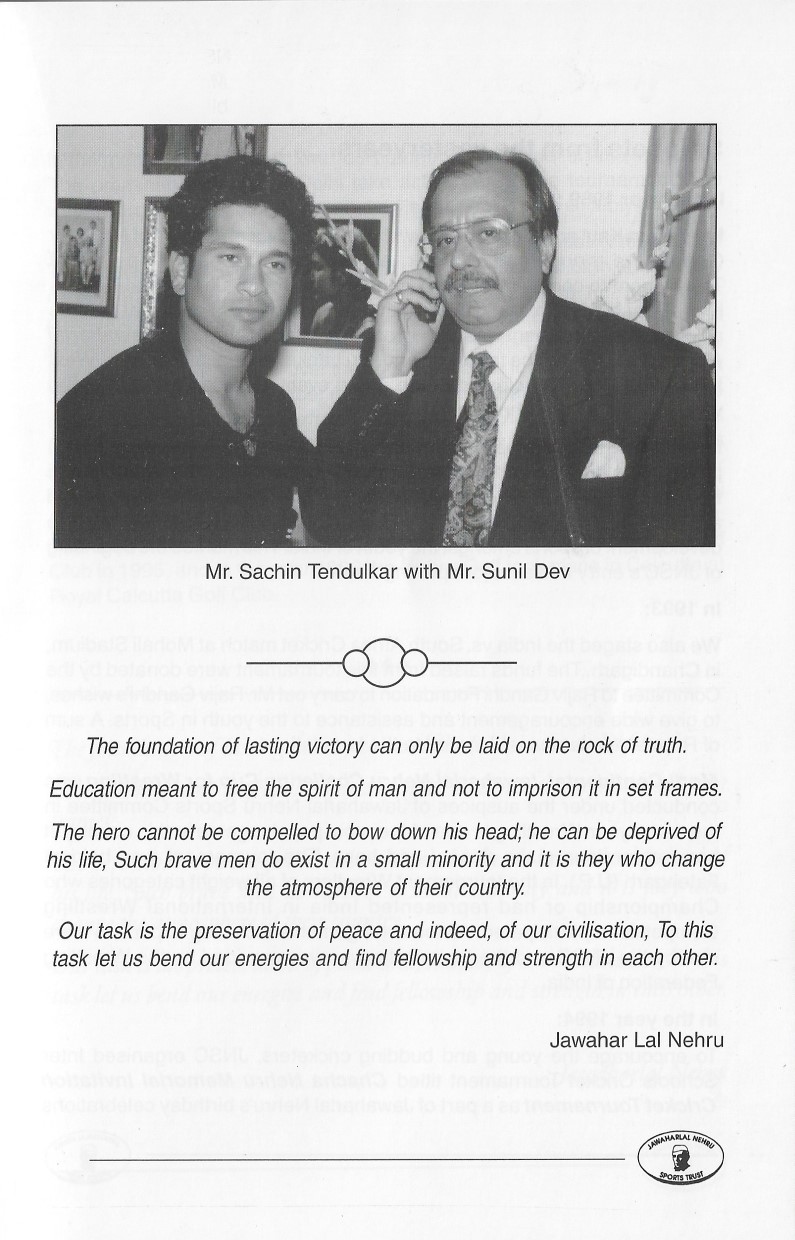 Mr. Sachin Tendulkar with Mr. Sunil Dev
The foundation of lasting victory can only be laid on the rock of truth.
Education meant to free the spirit of man and not to imprison it in set frames.
The hero cannot be compelled to bow down his head; he can be deprived of
his life, Such brave men do exist in a small minority and it is they who change
the atmosphere of their country.
Our task is the preservation of peace and indeed, of our civilisation, To this
task let us bend our energies and find fellowship and strength in each other.
Jawahar Lal Nehru
JAWAHARLAL NEHRU
SPORTS TRUST